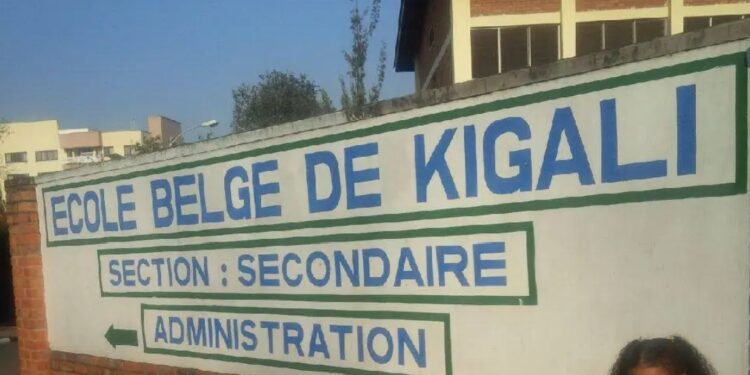 ECOLE BELGE DE KIGALI
SECTION : SECONDAIRE
ADMINISTRATION